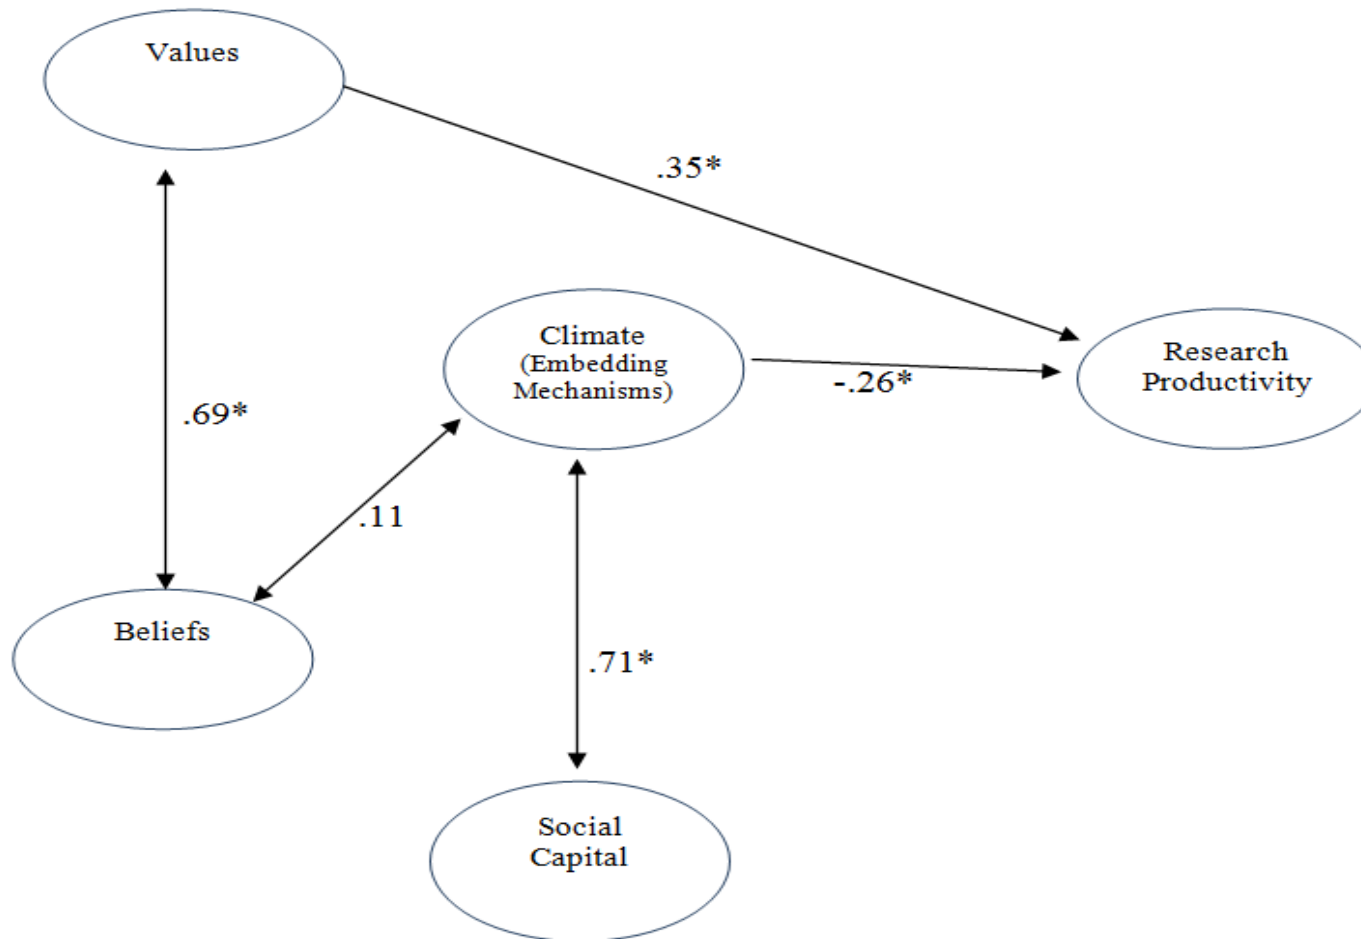 Values
.35*
Climate
(Embedding
Mechanisms)
Research
Productivity
-.26*
.69*
.11
Beliefs
.71*
Social
Capital